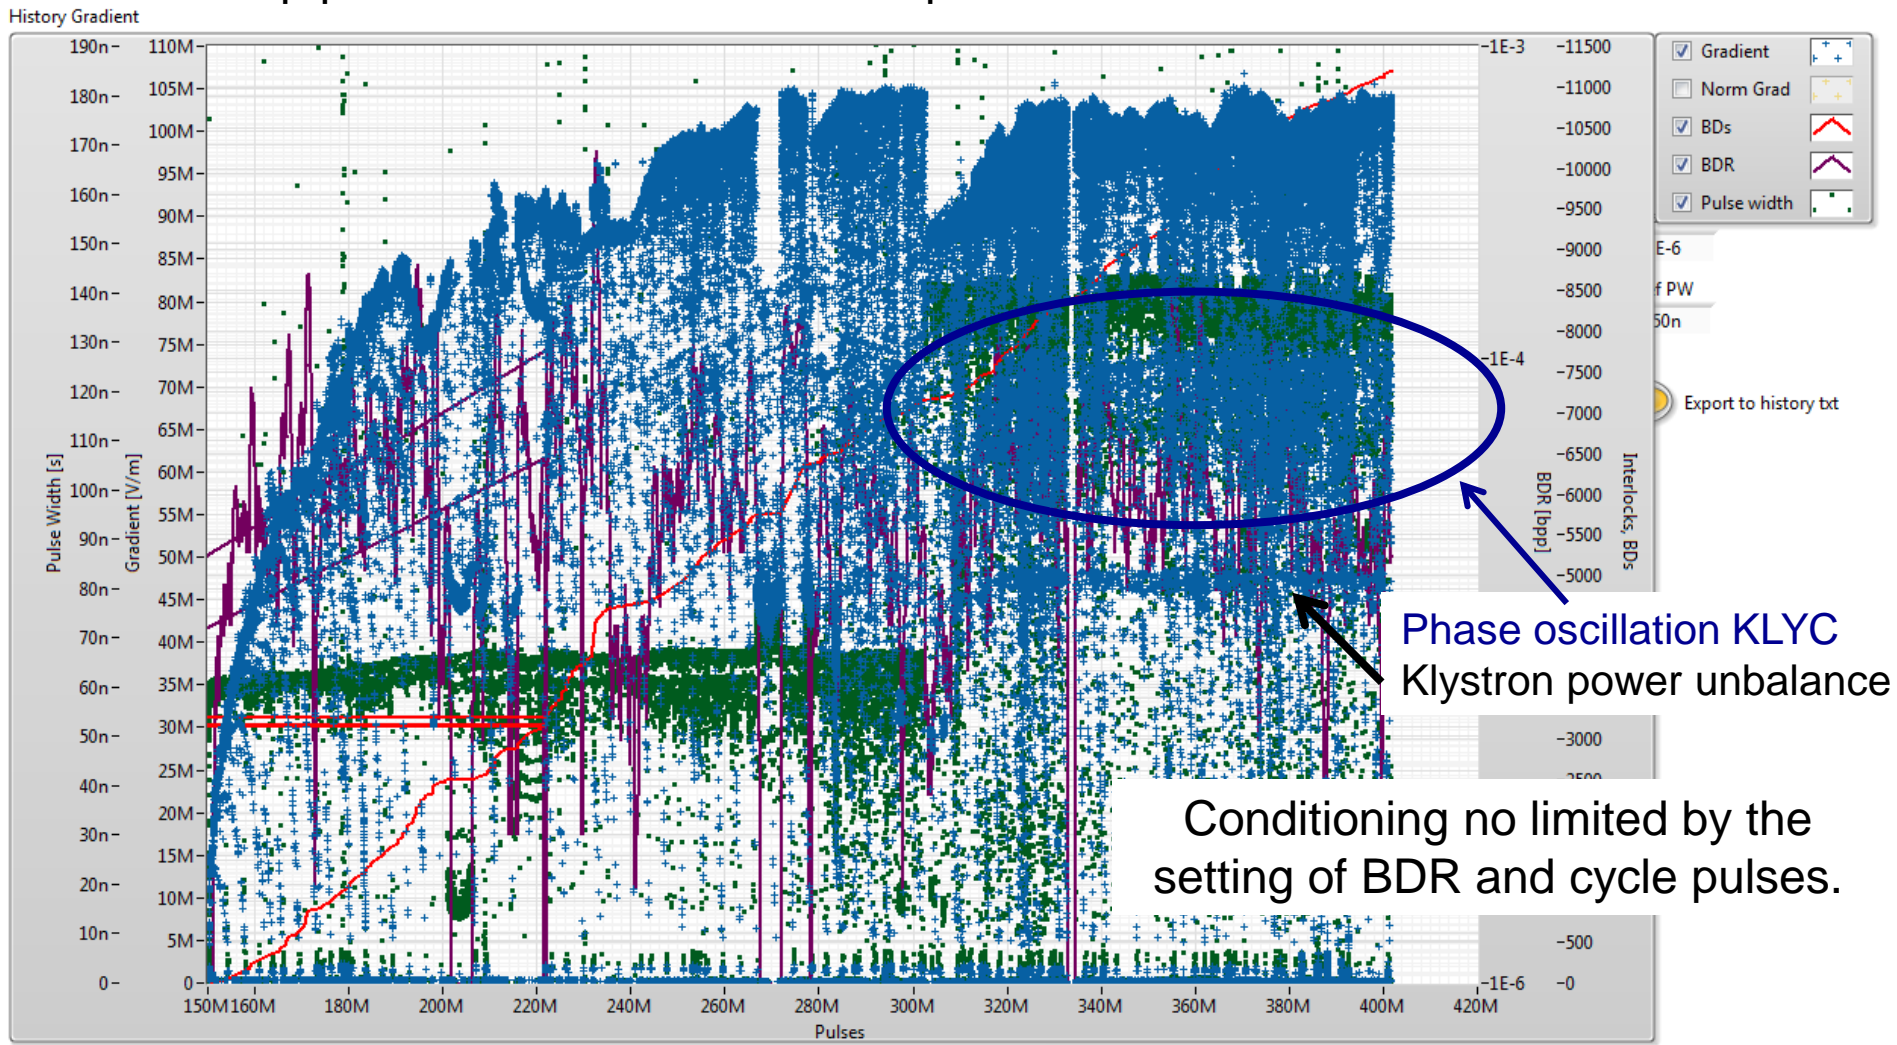 History Gradient
190n
180n
170n
160n
150n
140n
130n
120n
110n
100n
90n
80n
70n
60n
50n
40n
30n
20n
10n
0
Pulse Width [s]
110M
105M
100M
95M
90M
85M
80M
75M
70M
65M
60M
55M
50M
45M
40M
35M
30M
25M
20M
15M
10M
5M
0
Gradient [V/m]
150M 160M 180M 200M 220M 240M 260M 280M 300M 320M 340M 360M 380M 400M 420M
Pulses
1E-3
1E-4
1E-6
BDR [bpp]
11500
11000
10500
10000
9500
9000
8500
8000
7500
7000
6500
6000
5500
5000
3000
500
0
Interlocks, BDs
Gradient
Norm Grad
BDs
BDR
Pulse width
E-6
f PW
50n
Export to history txt
Phase oscillation KLYC
Klystron power unbalance
Conditioning no limited by the
setting of BDR and cycle pulses.